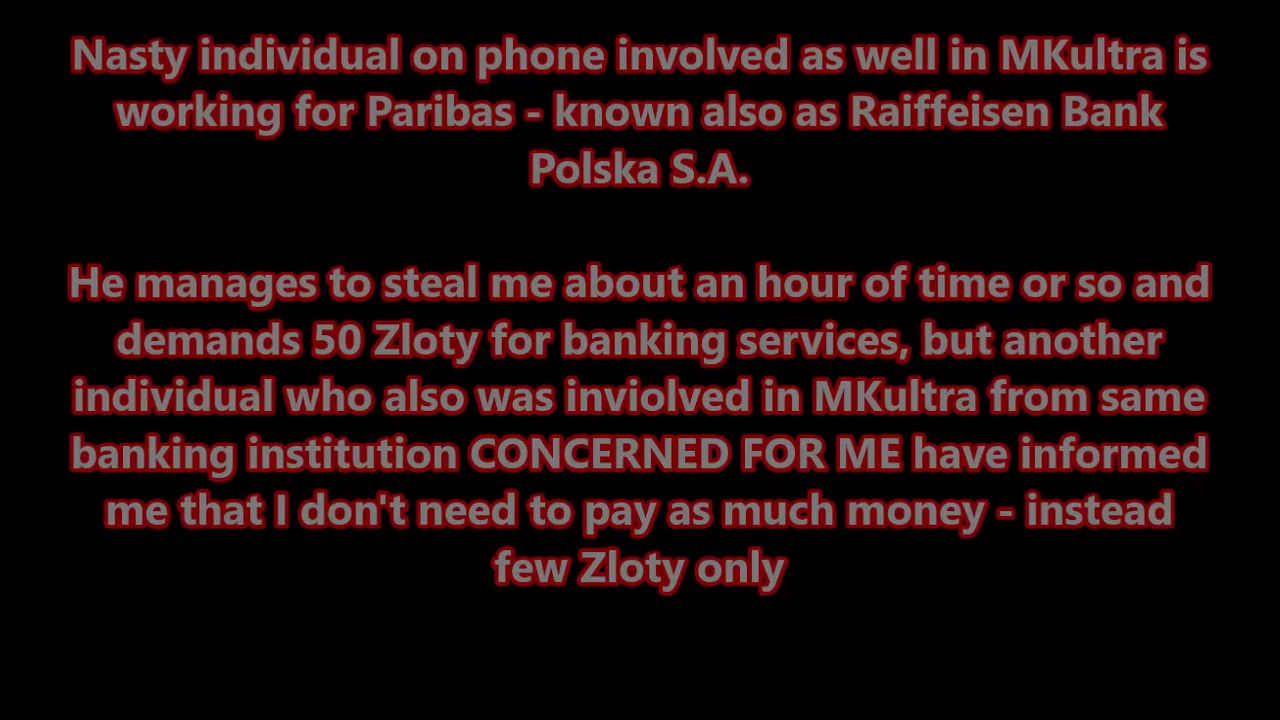 Nasty individual on phone involved as well in MKultra is
working for Paribas - known also as Raiffeisen Bank
Polska S.A.
He manages to steal me about an hour of time or so and
demands 50 Zloty for banking services, but another
individual who also was inviolved in MKultra from same
banking institution CONCERNED FOR ME have informed
me that I don't need to pay as much money - instead
few Zloty only